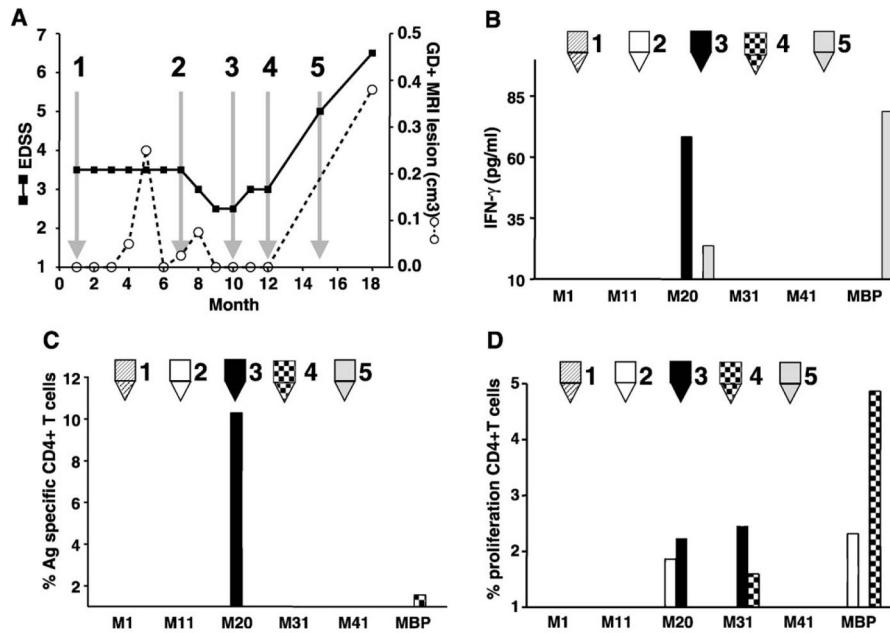 A
7
6
5
4
3
2
1
EDSS
1 2 3 4 5
0.5
0.4
0.3
0.2
0.1
0.0
GD+ MRI lesion (cm3)
0 2 4 6 8 10 12 14 16 18
Month
B
1 2 3 4 5
85
60
35
10
IFN-γ (pg/ml)
M1 M11 M20 M31 M41 MBP
C
1 2 3 4 5
12
10
8
6
4
2
% Ag specific CD4+ T cells
M1 M11 M20 M31 M41 MBP
D
1 2 3 4 5
5
4
3
2
1
% proliferation CD4+T cells
M1 M11 M20 M31 M41 MBP